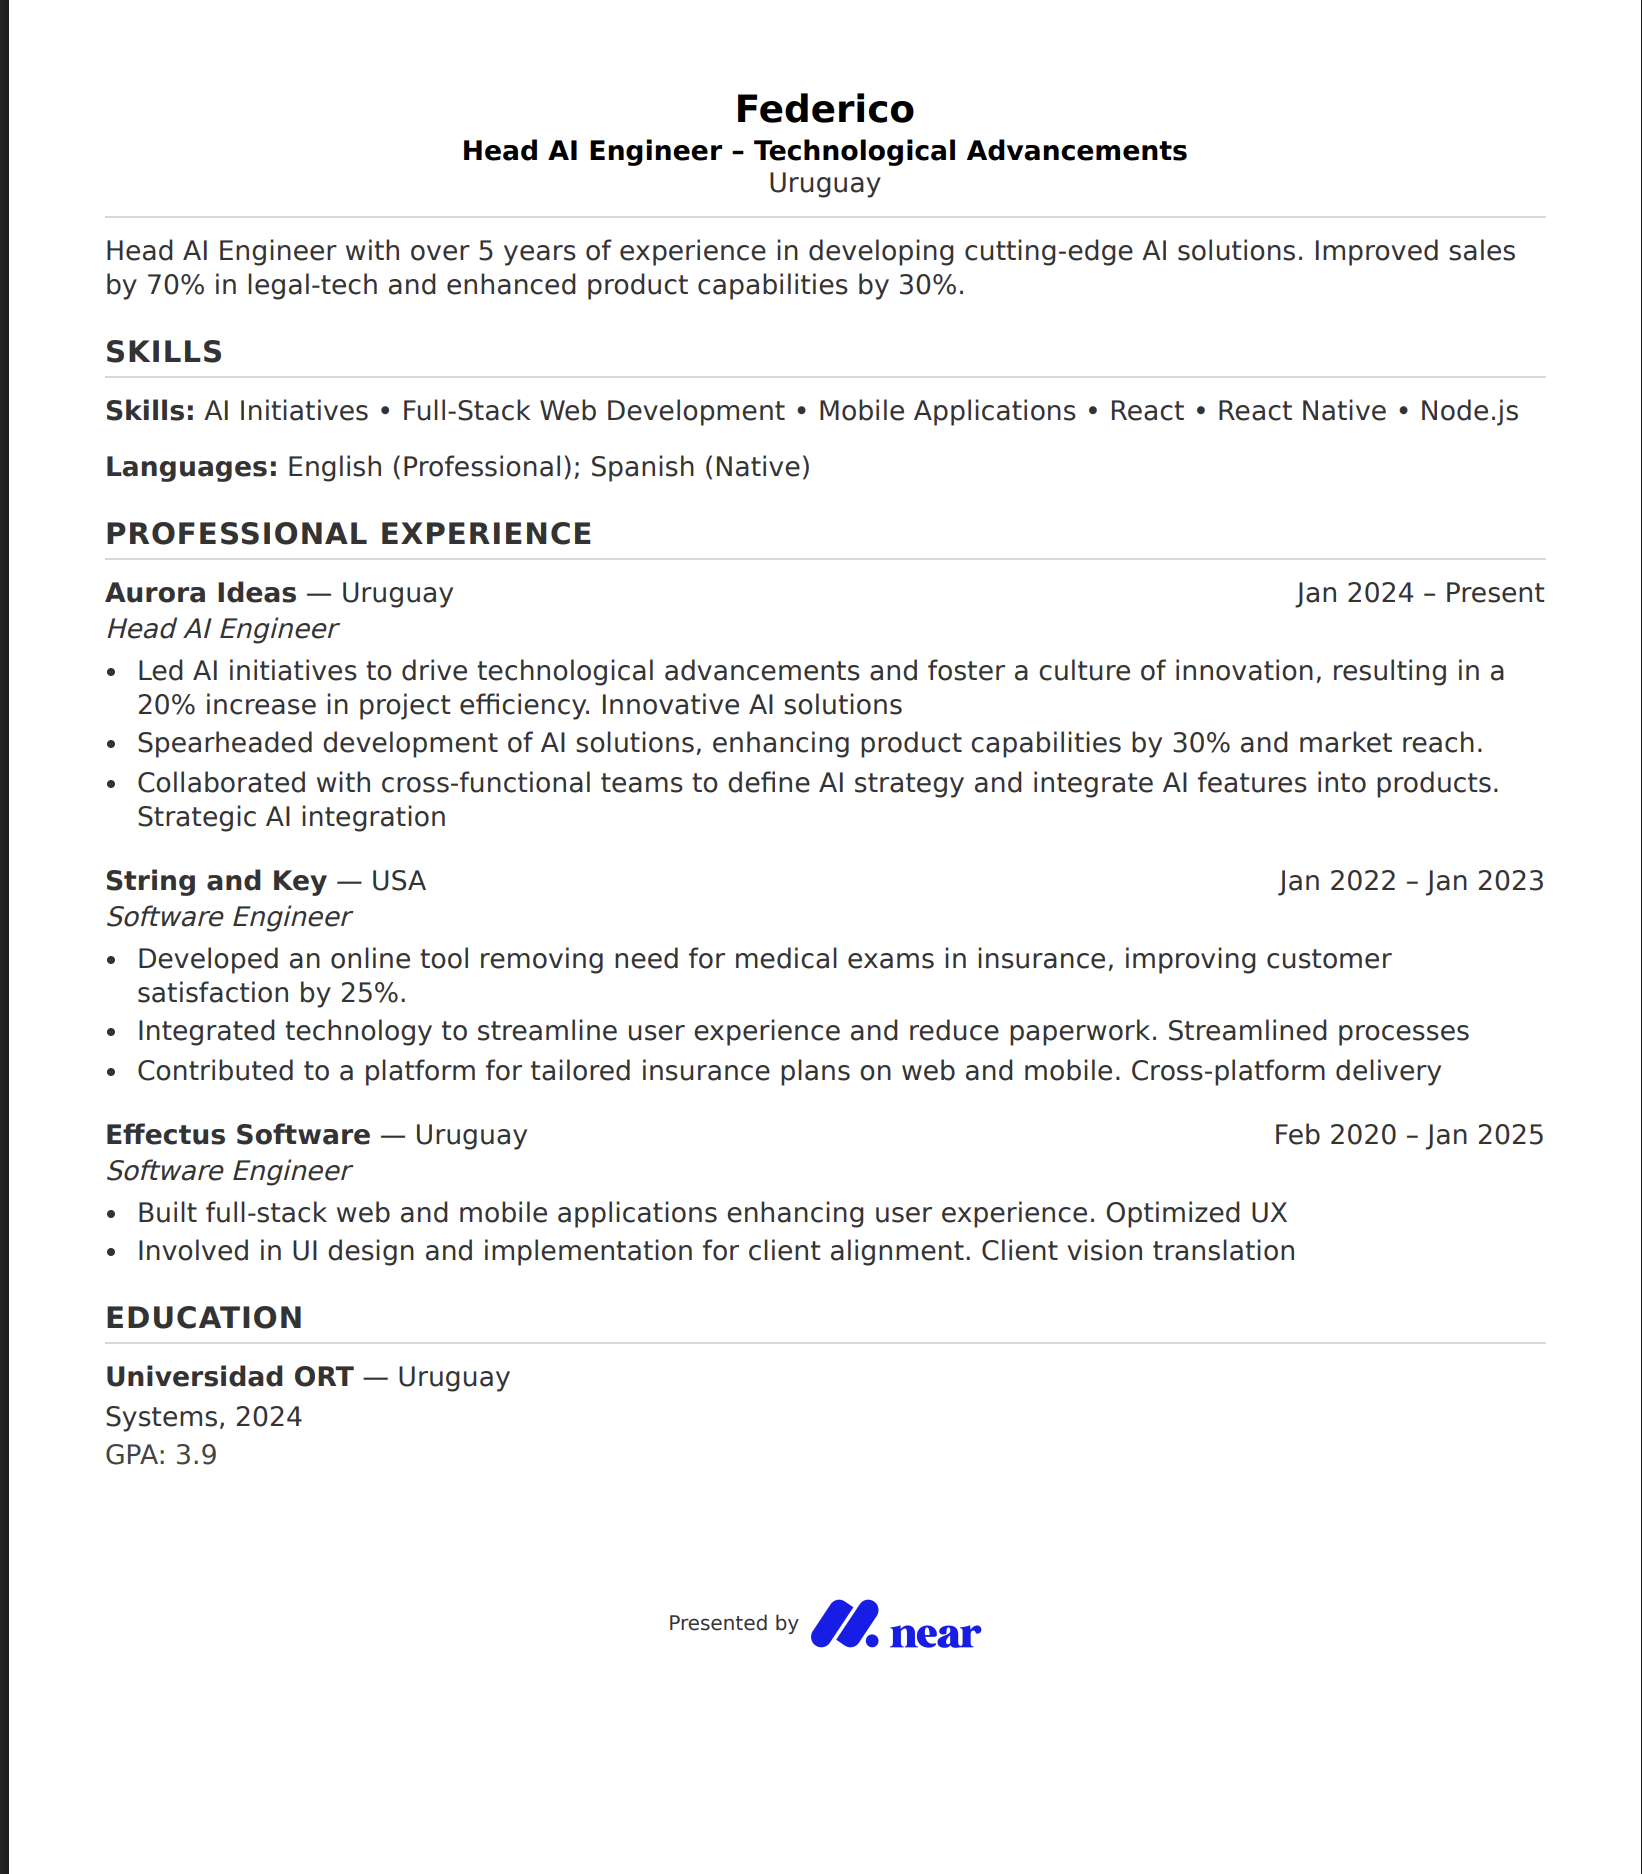 Federico
Head AI Engineer – Technological Advancements
Uruguay
Head AI Engineer with over 5 years of experience in developing cutting-edge AI solutions. Improved sales
by 70% in legal-tech and enhanced product capabilities by 30%.
SKILLS
Skills: AI Initiatives • Full-Stack Web Development • Mobile Applications • React • React Native • Node.js
Languages: English (Professional); Spanish (Native)
PROFESSIONAL EXPERIENCE
Aurora Ideas — Uruguay Jan 2024 – Present
Head AI Engineer
• Led AI initiatives to drive technological advancements and foster a culture of innovation, resulting in a
20% increase in project efficiency. Innovative AI solutions
• Spearheaded development of AI solutions, enhancing product capabilities by 30% and market reach.
• Collaborated with cross-functional teams to define AI strategy and integrate AI features into products.
Strategic AI integration
String and Key — USA Jan 2022 – Jan 2023
Software Engineer
• Developed an online tool removing need for medical exams in insurance, improving customer
satisfaction by 25%.
• Integrated technology to streamline user experience and reduce paperwork. Streamlined processes
• Contributed to a platform for tailored insurance plans on web and mobile. Cross-platform delivery
Effectus Software — Uruguay Feb 2020 – Jan 2025
Software Engineer
• Built full-stack web and mobile applications enhancing user experience. Optimized UX
• Involved in UI design and implementation for client alignment. Client vision translation
EDUCATION
Universidad ORT — Uruguay
Systems, 2024
GPA: 3.9
Presented by near